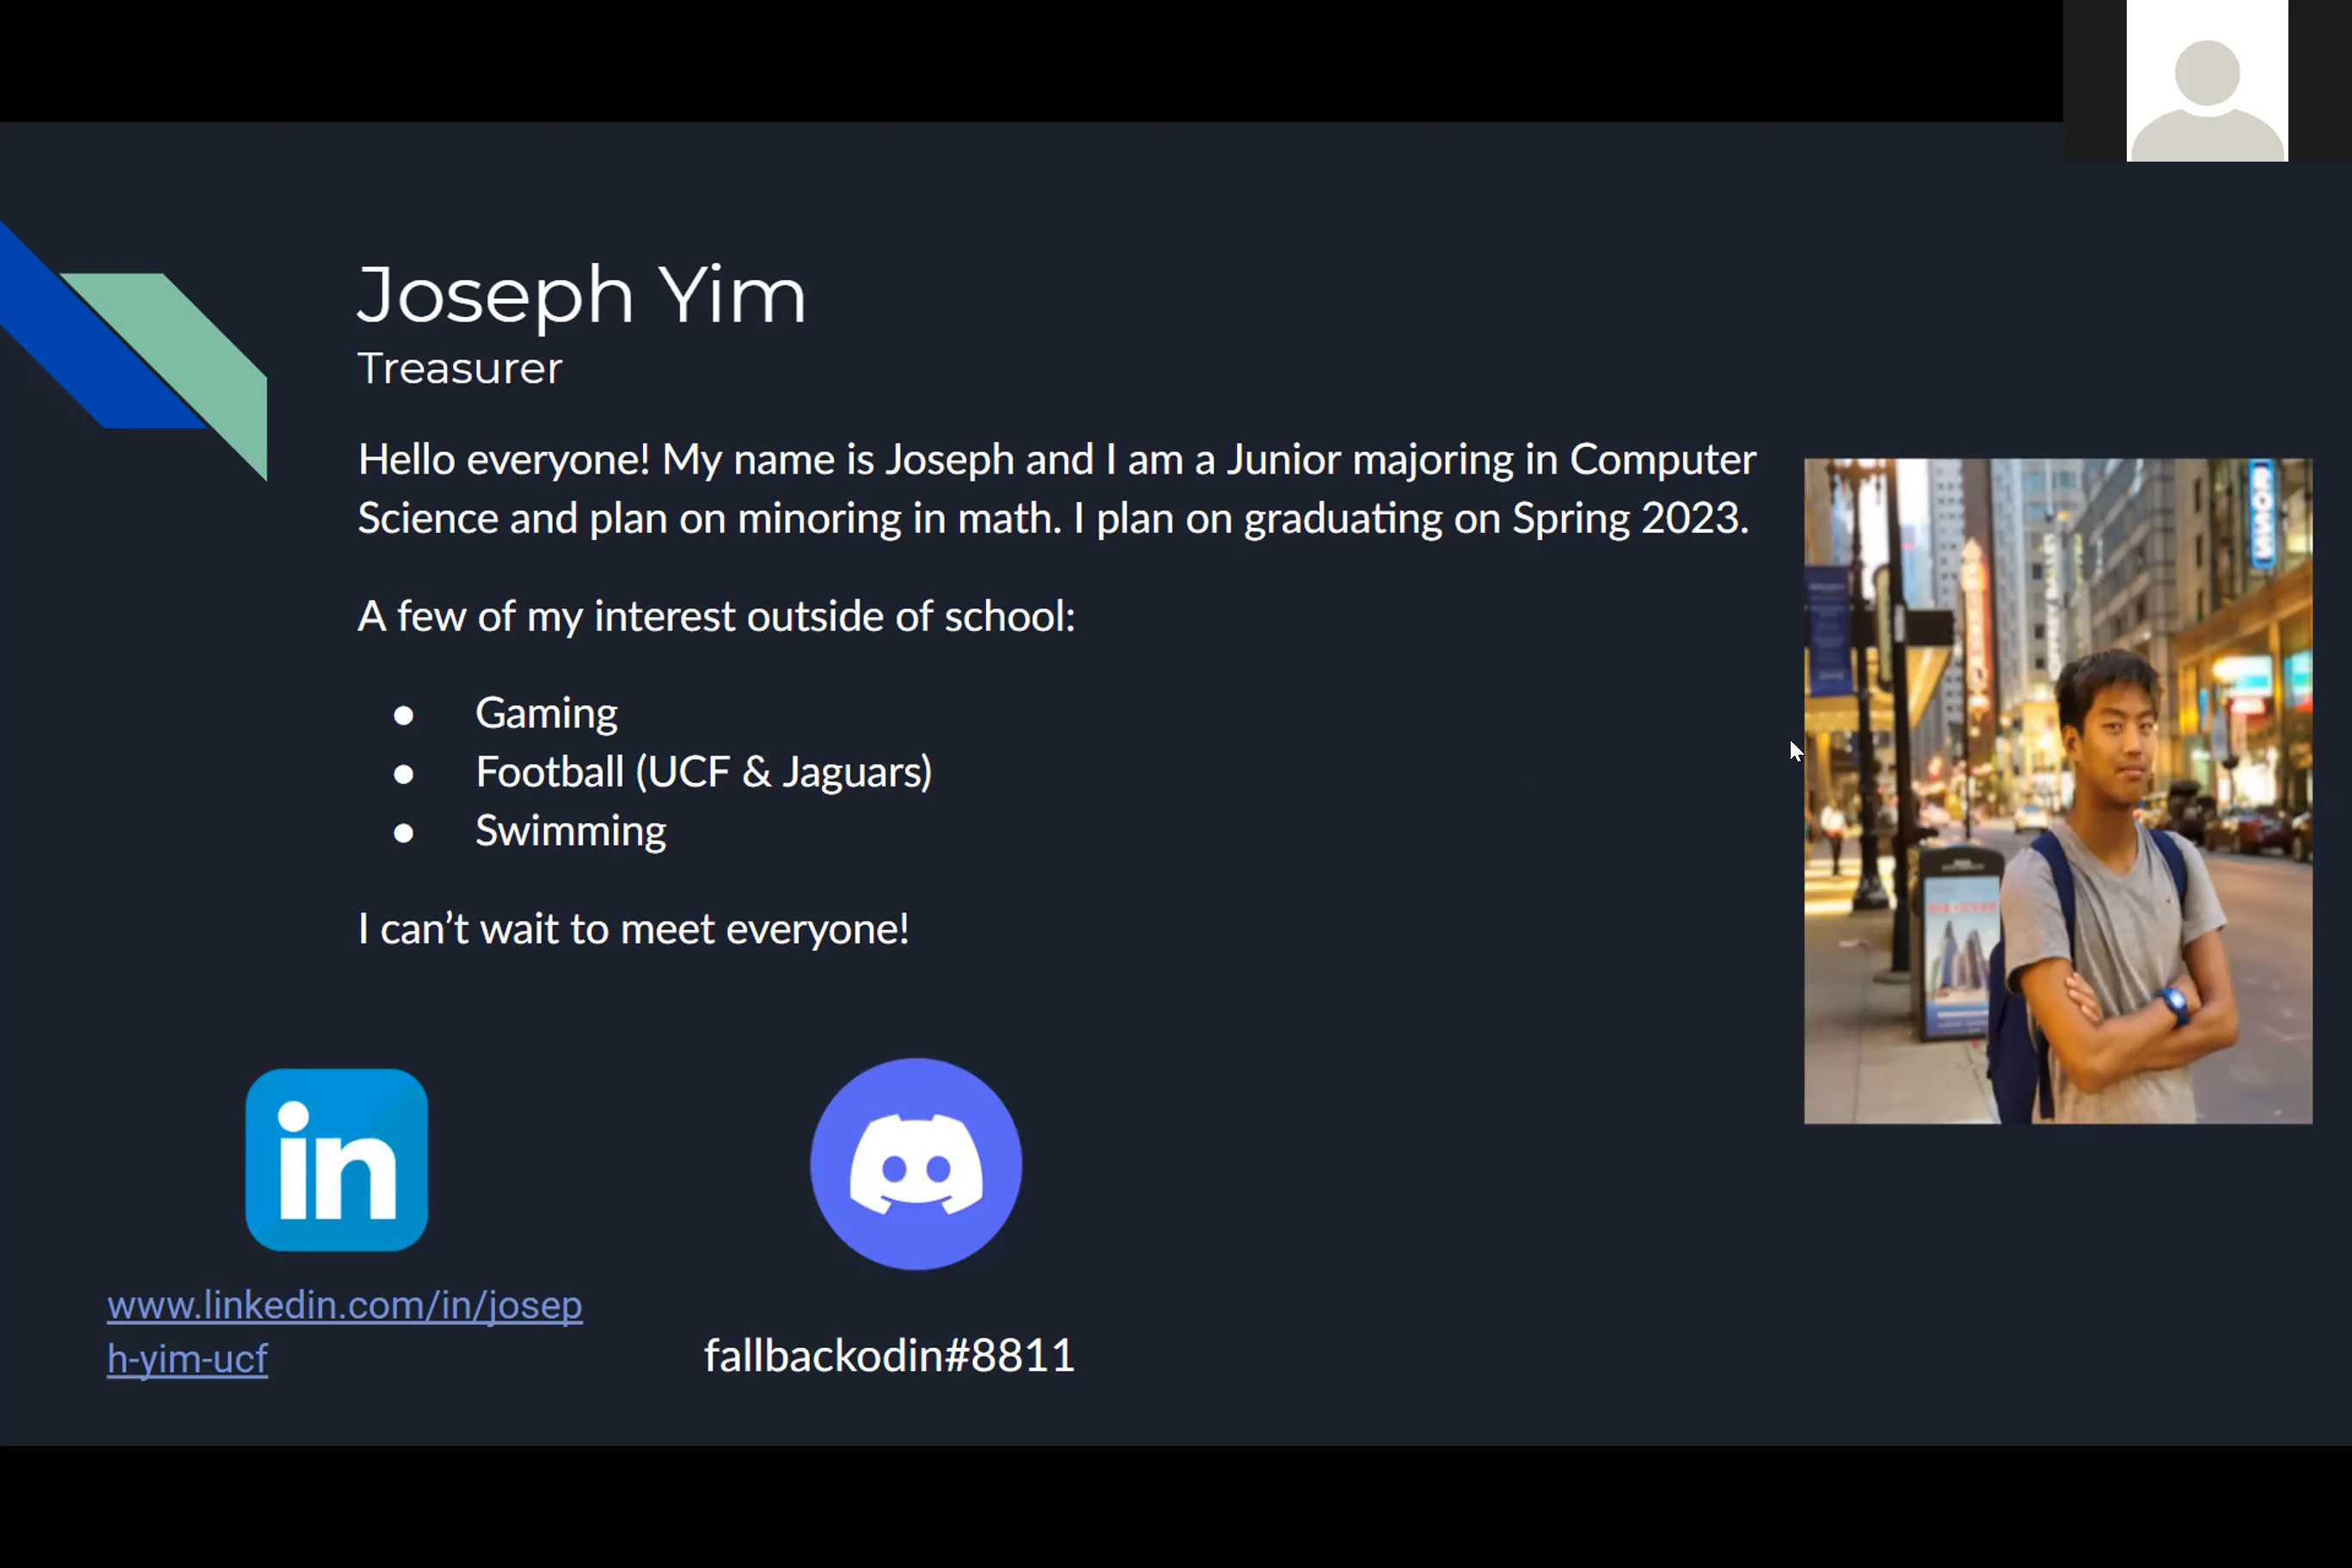 Joseph Yim
Treasurer
Hello everyone! My name is Joseph and I am a Junior majoring in Computer
Science and plan on minoring in math. I plan on graduating on Spring 2023.
A few of my interest outside of school:
● Gaming
● Football (UCF & Jaguars)
● Swimming
I can’t wait to meet everyone!
in
www.linkedin.com/in/josep
h-yim-ucf
fallbackodin#8811